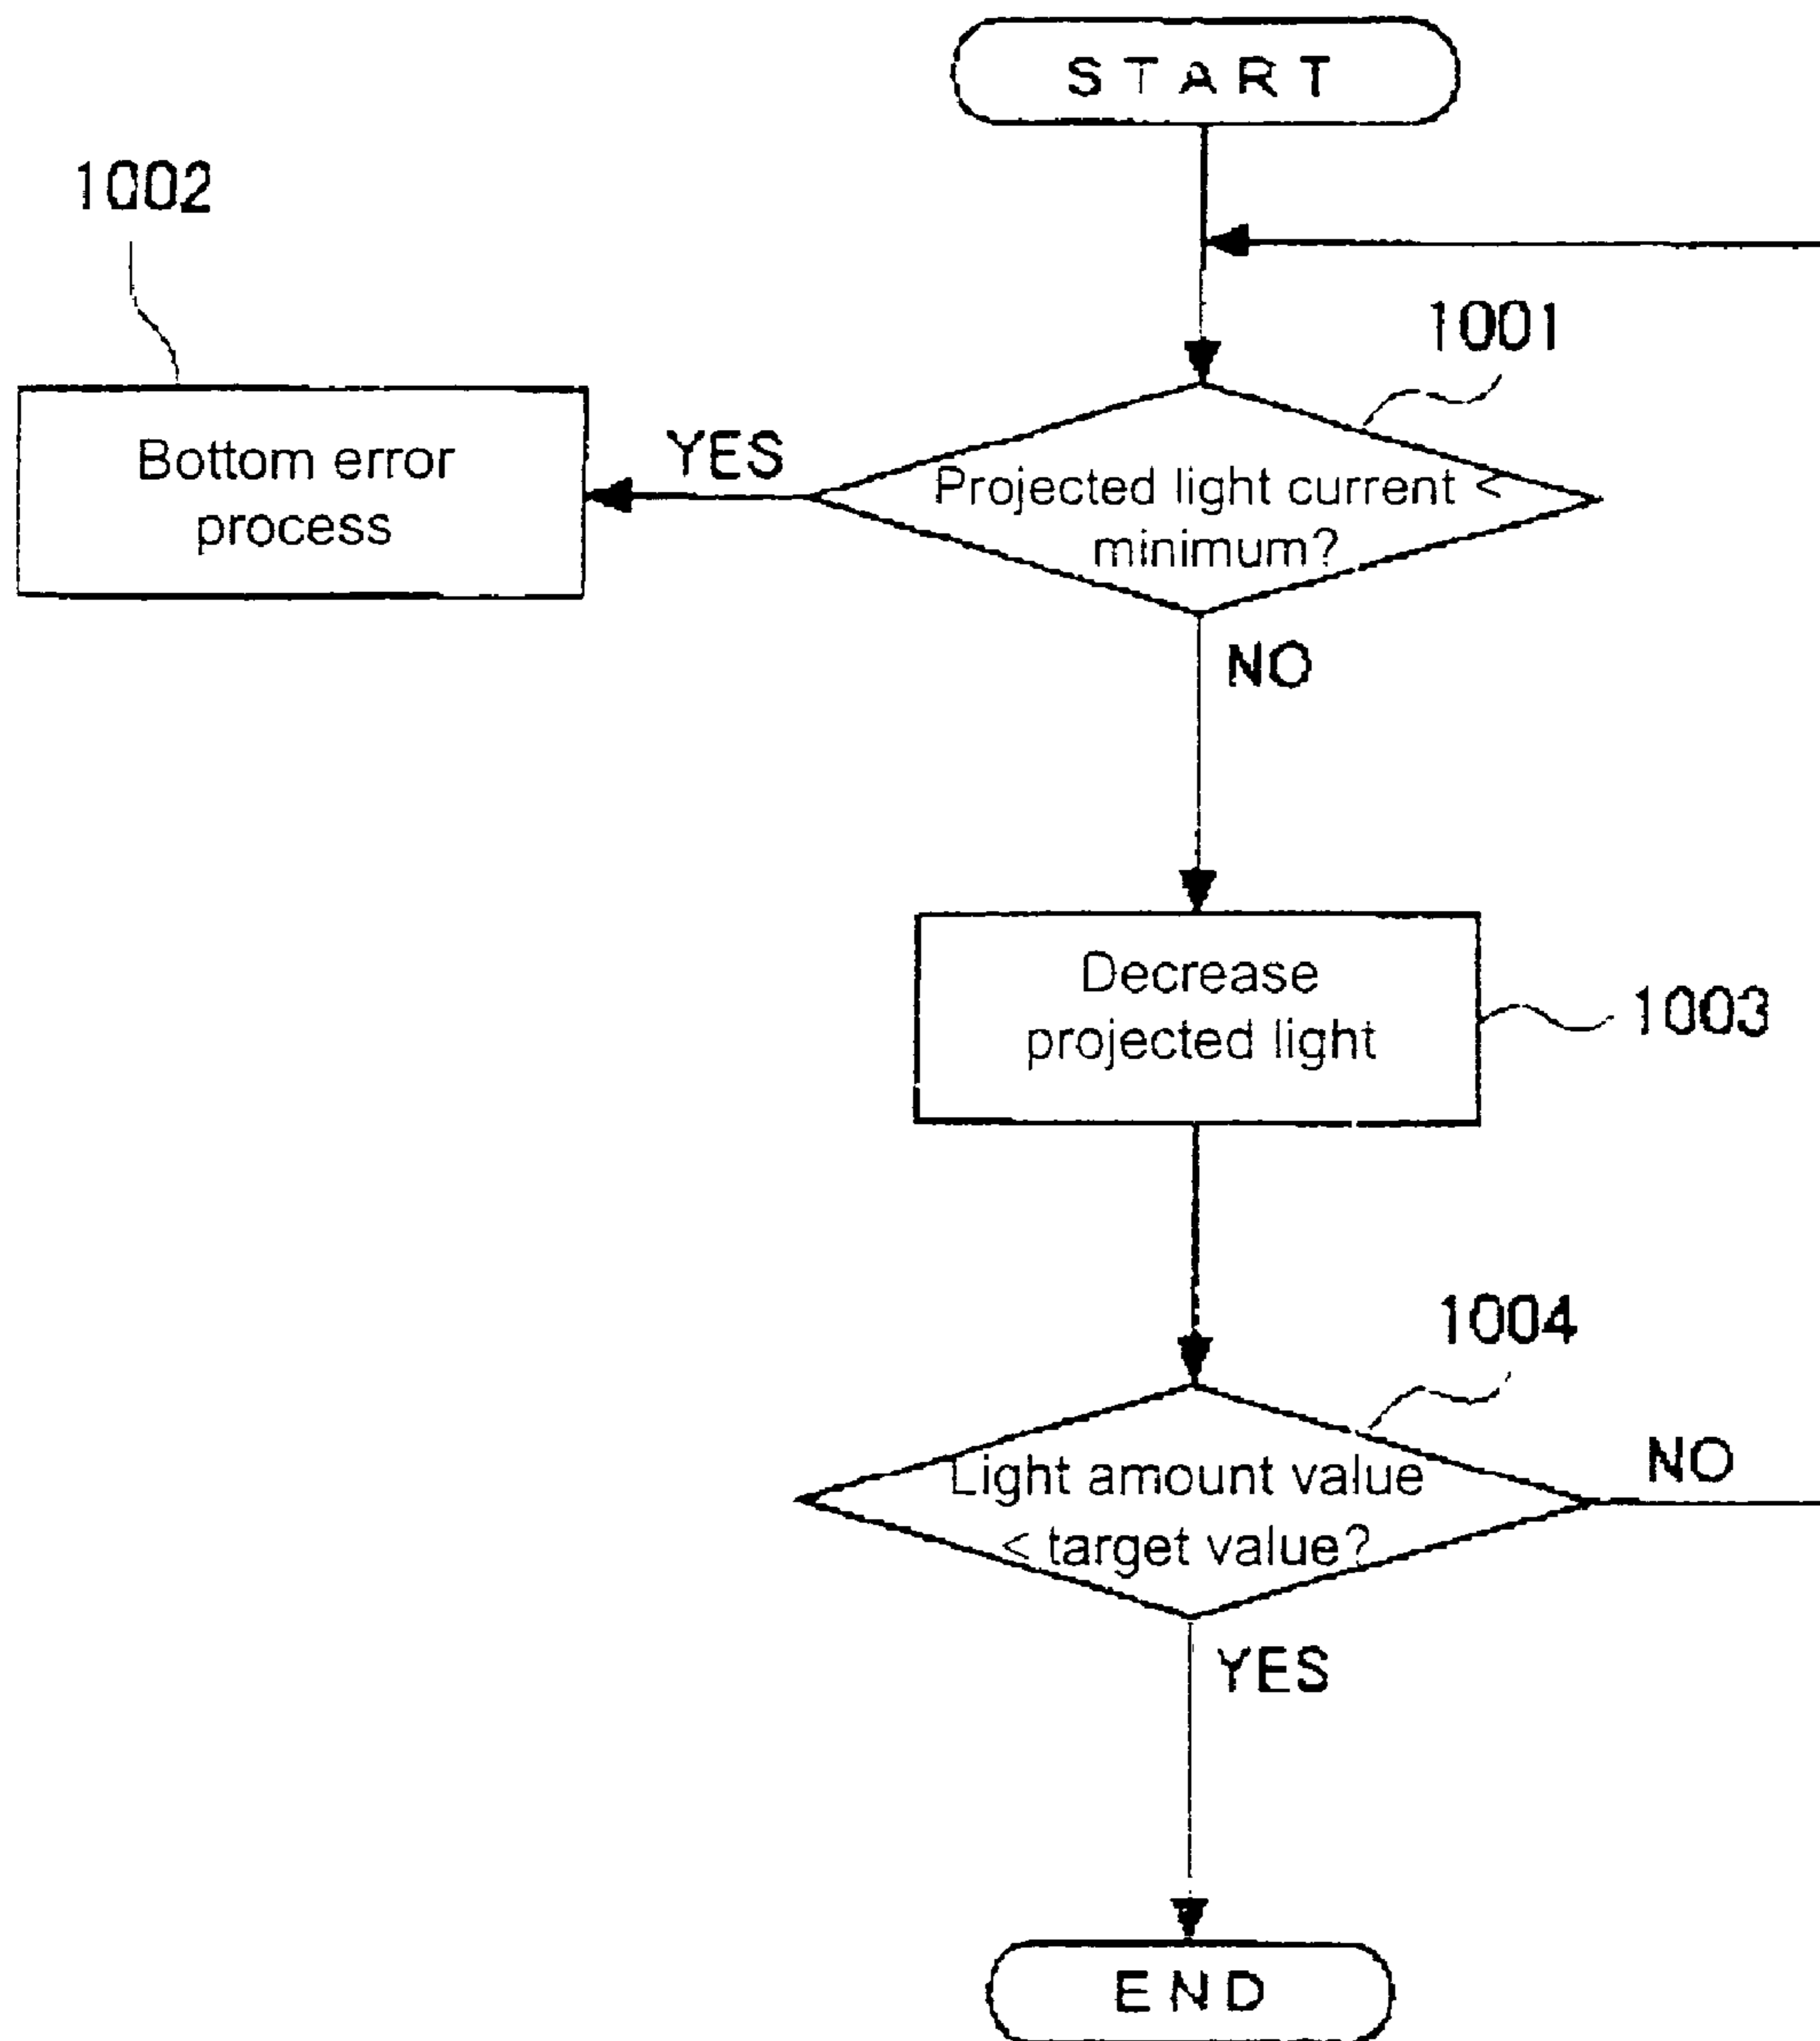 START
1002
1001
Bottom error
process
YES
Projected light current <
minimum?
NO
Decrease
projected light
1003
1004
Light amount value
< target value?
NO
YES
END